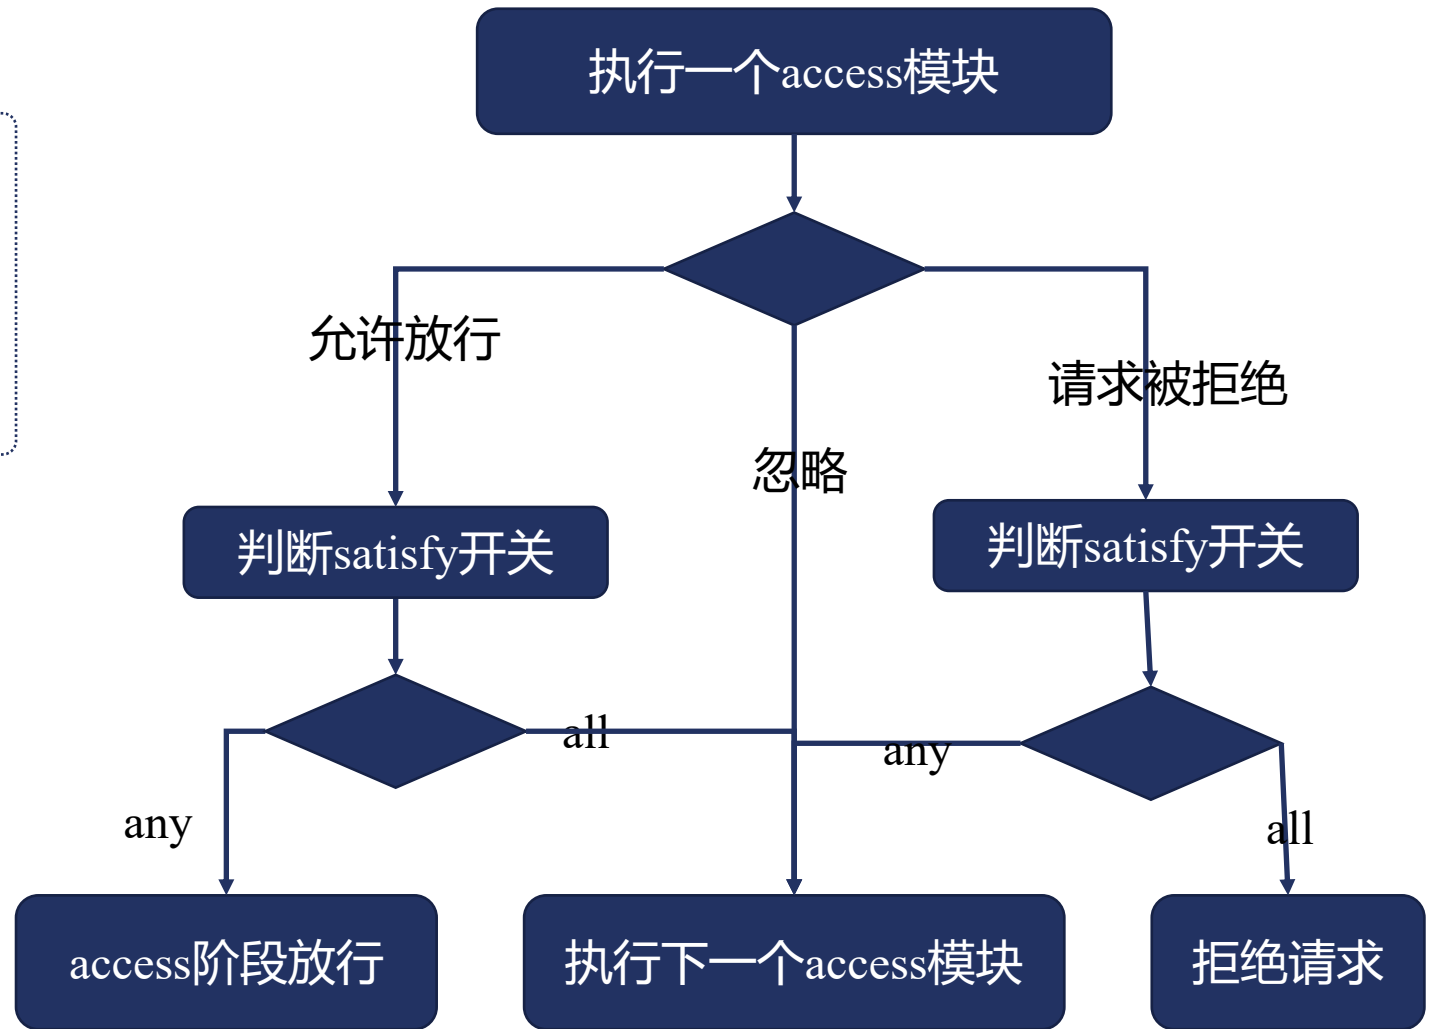 执行一个access模块
允许放行
请求被拒绝
忽略
判断satisfy开关
判断satisfy开关
all
any
any
all
access阶段放行
执行下一个access模块
拒绝请求